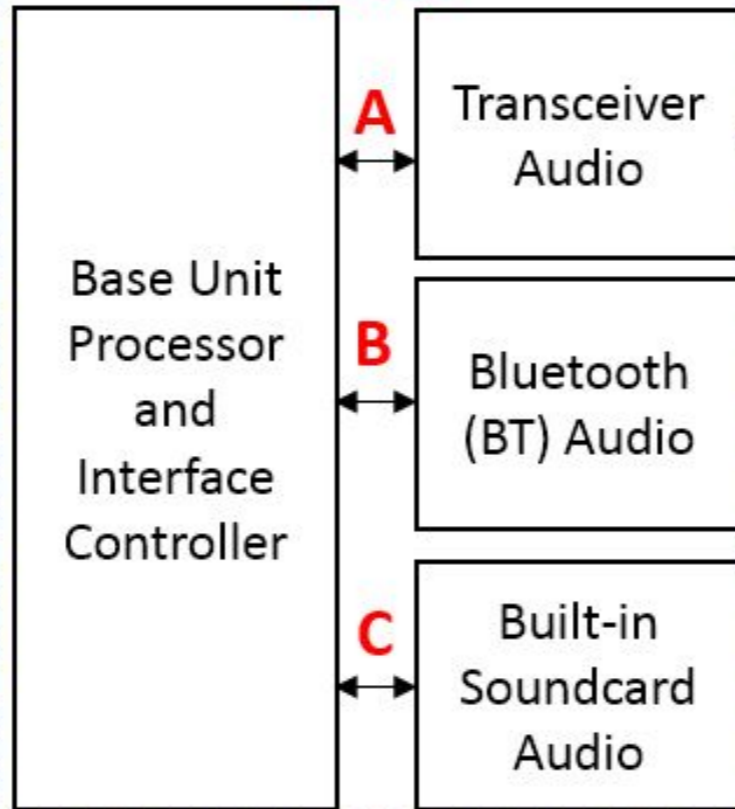 Base Unit
Processor
and
Interface
Controller
A
Transceiver
Audio
B
Bluetooth
(BT) Audio
C
Built-in
Soundcard
Audio